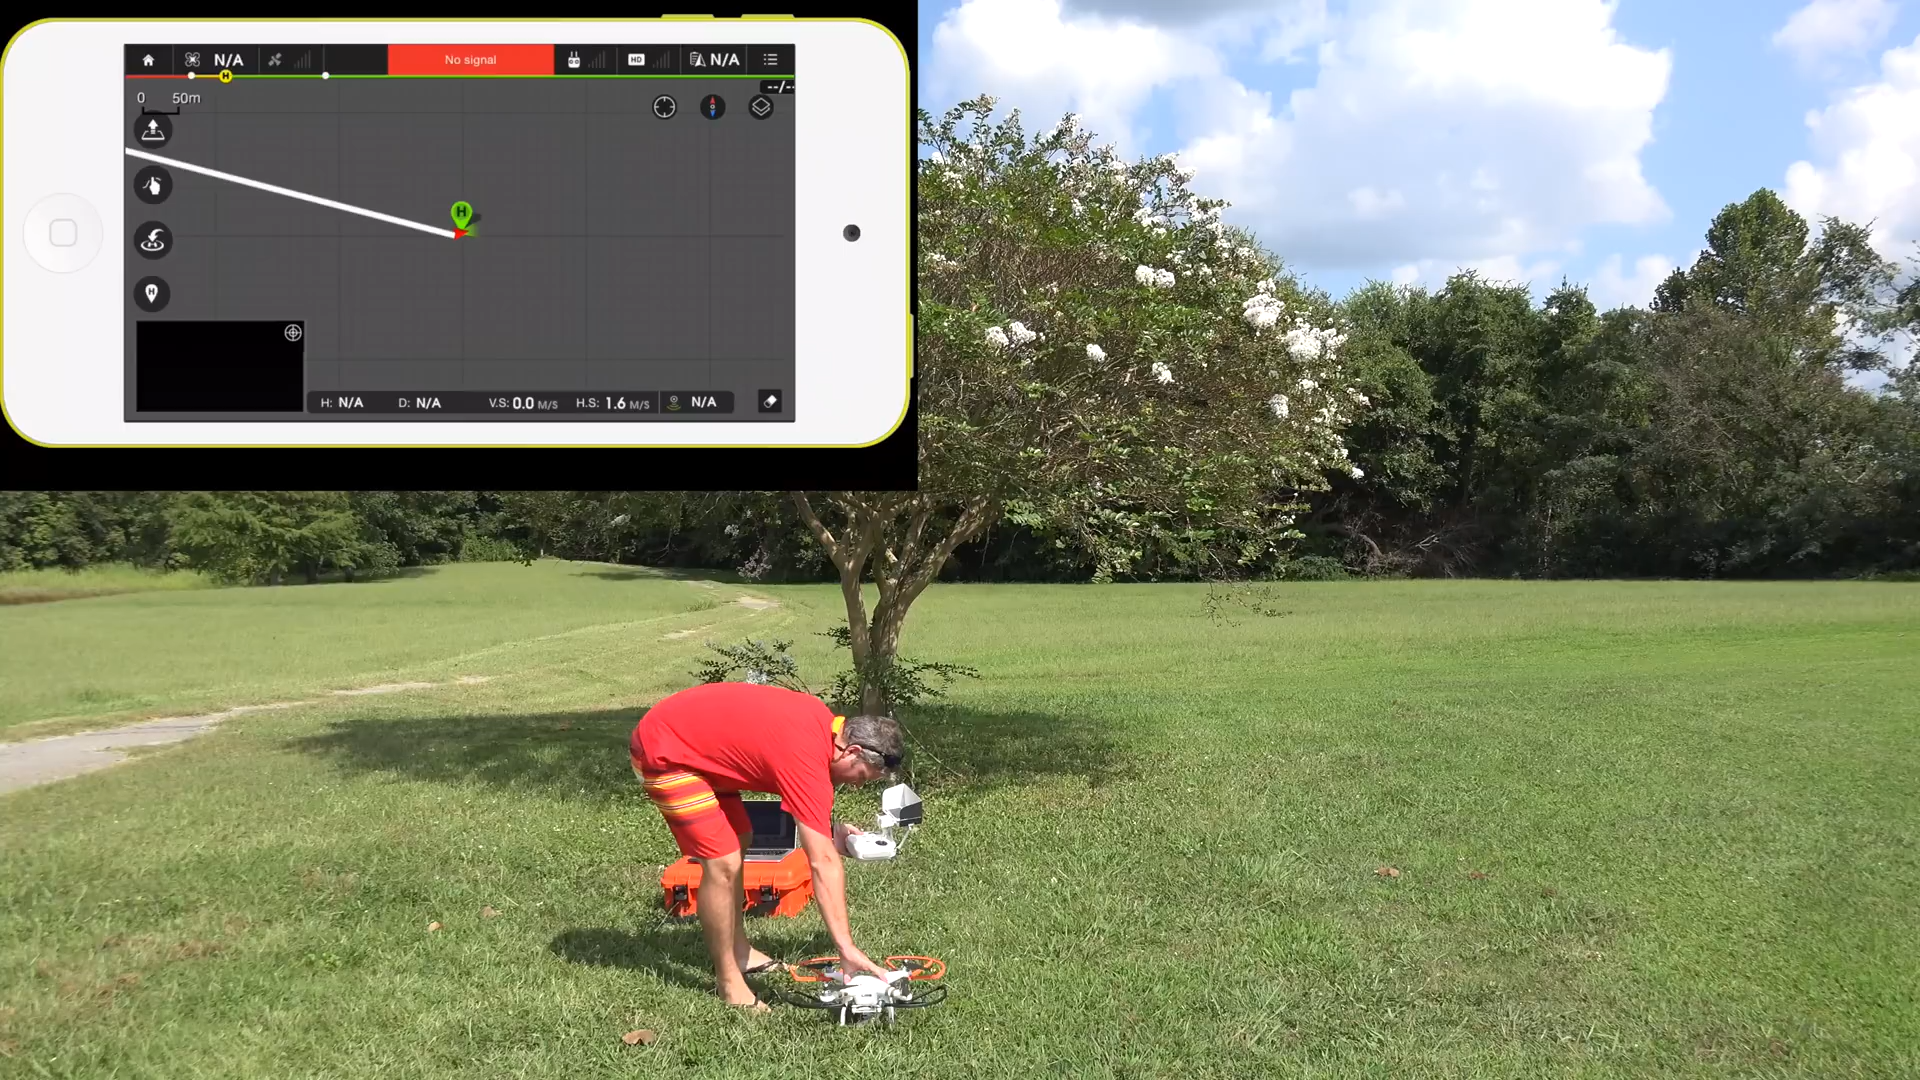 N/A No signal HD N/A
H
--/--
0 50m
H
H
H: N/A D: N/A V.S: 0.0 M/S H.S: 1.6 M/S N/A